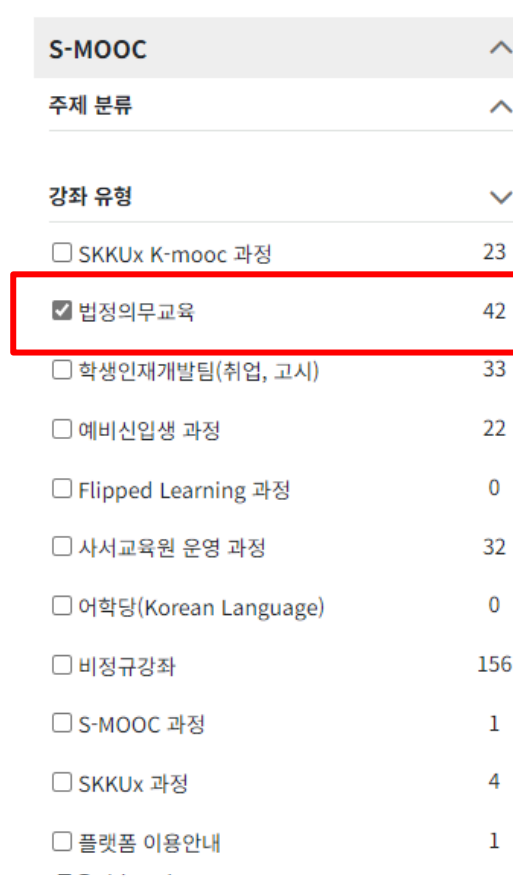 S-MOOC
주제 분류
강좌 유형
SKKUx K-mooc 과정 23
법정의무교육 42
학생인재개발팀(취업, 고시) 33
예비신입생 과정 22
Flipped Learning 과정 0
사서교육원 운영 과정 32
어학당(Korean Language) 0
비정규강좌 156
S-MOOC 과정 1
SKKUx 과정 4
플랫폼 이용안내 1